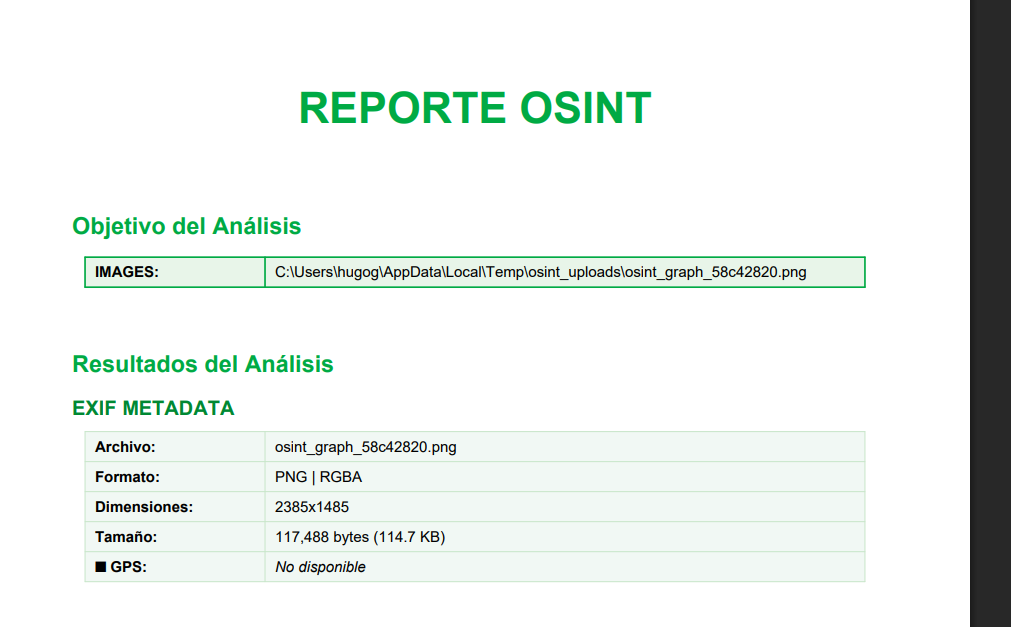 REPORTE OSINT
Objetivo del Análisis
IMAGES: C:\Users\hugog\AppData\Local\Temp\osint_uploads\osint_graph_58c42820.png
Resultados del Análisis
EXIF METADATA
Archivo: osint_graph_58c42820.png
Formato: PNG | RGBA
Dimensiones: 2385x1485
Tamaño: 117,488 bytes (114.7 KB)
■ GPS: No disponible